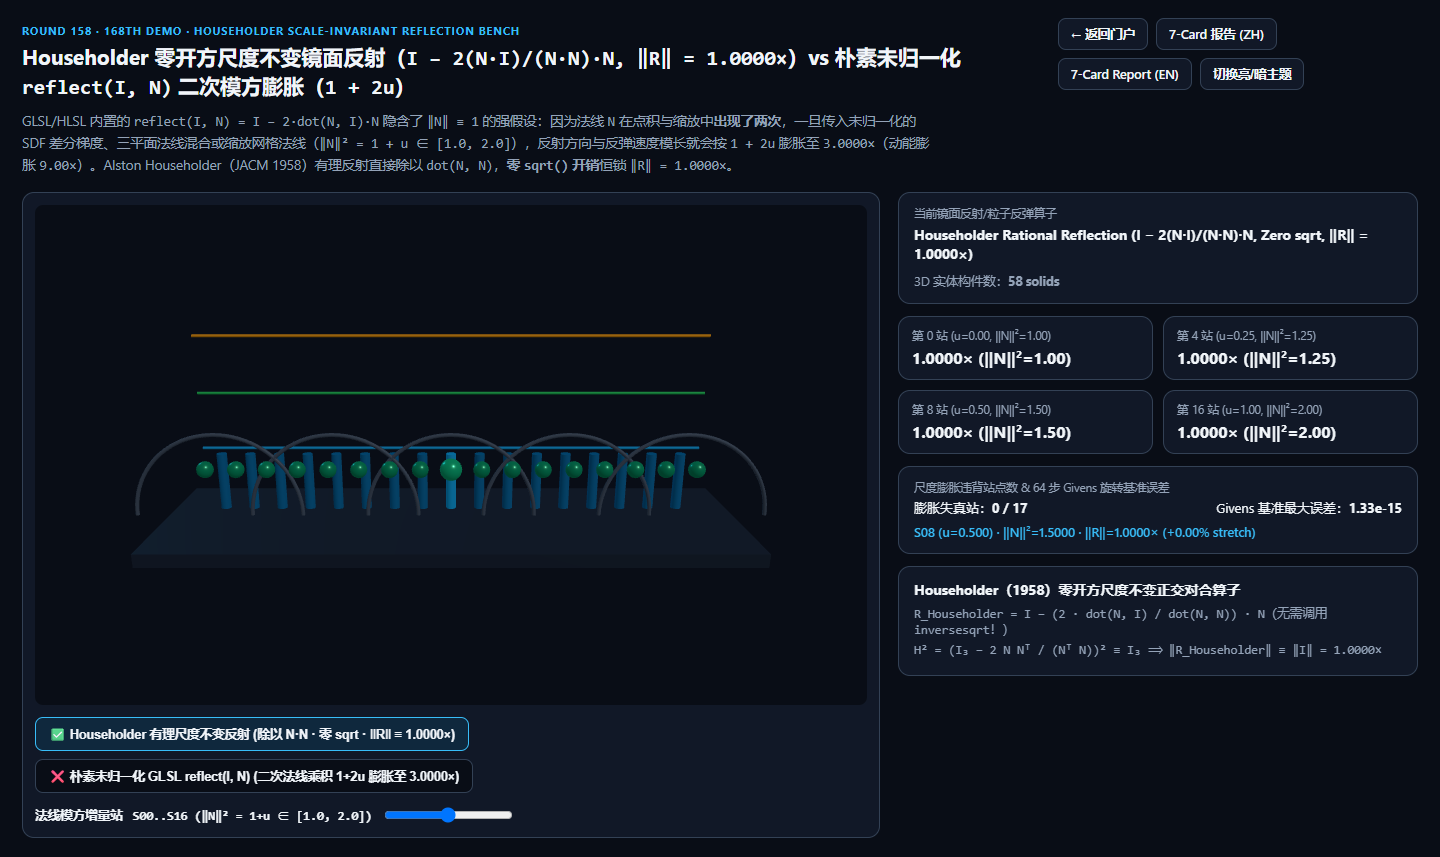 ROUND 158 · 168TH DEMO · HOUSEHOLDER SCALE-INVARIANT REFLECTION BENCH
Householder 零开方尺度不变镜面反射（I − 2(N·I)/(N·N)·N, ‖R‖ = 1.0000×）vs 朴素未归一化
reflect(I, N) 二次模方膨胀（1 + 2u）
GLSL/HLSL 内置的 reflect(I, N) = I − 2·dot(N, I)·N 隐含了 ‖N‖ ≡ 1 的强假设：因为法线 N 在点积与缩放中出现了两次，一旦传入未归一化的
SDF 差分梯度、三平面法线混合或缩放网格法线（‖N‖² = 1 + u ∈ [1.0, 2.0]），反射方向与反弹速度模长就会按 1 + 2u 膨胀至 3.0000×（动能膨
胀 9.00×）。Alston Householder（JACM 1958）有理反射直接除以 dot(N, N)，零 sqrt() 开销恒锁 ‖R‖ = 1.0000×。
← 返回门户
7-Card 报告 (ZH)
7-Card Report (EN)
切换亮/暗主题
当前镜面反射/粒子反弹算子
Householder Rational Reflection (I − 2(N·I)/(N·N)·N, Zero sqrt, ‖R‖ =
1.0000×)
3D 实体构件数：58 solids
第 0 站 (u=0.00, ‖N‖²=1.00)
1.0000× (‖N‖²=1.00)
第 4 站 (u=0.25, ‖N‖²=1.25)
1.0000× (‖N‖²=1.25)
第 8 站 (u=0.50, ‖N‖²=1.50)
1.0000× (‖N‖²=1.50)
第 16 站 (u=1.00, ‖N‖²=2.00)
1.0000× (‖N‖²=2.00)
尺度膨胀违背站点数 & 64 步 Givens 旋转基准误差
膨胀失真站：0 / 17
Givens 基准最大误差：1.33e-15
S08 (u=0.500) · ‖N‖²=1.5000 · ‖R‖=1.0000× (+0.00% stretch)
Householder（1958）零开方尺度不变正交对合算子
R_Householder = I − (2 · dot(N, I) / dot(N, N)) · N（无需调用
inversesqrt！）
H² = (I₃ − 2 N Nᵀ / (Nᵀ N))² ≡ I₃ ⟹ ‖R_Householder‖ ≡ ‖I‖ = 1.0000×
✅ Householder 有理尺度不变反射 (除以 N·N · 零 sqrt · ‖R‖ ≡ 1.0000×)
❌ 朴素未归一化 GLSL reflect(I, N) (二次法线乘积 1+2u 膨胀至 3.0000×)
法线模方增量站 S00..S16 (‖N‖² = 1+u ∈ [1.0, 2.0])